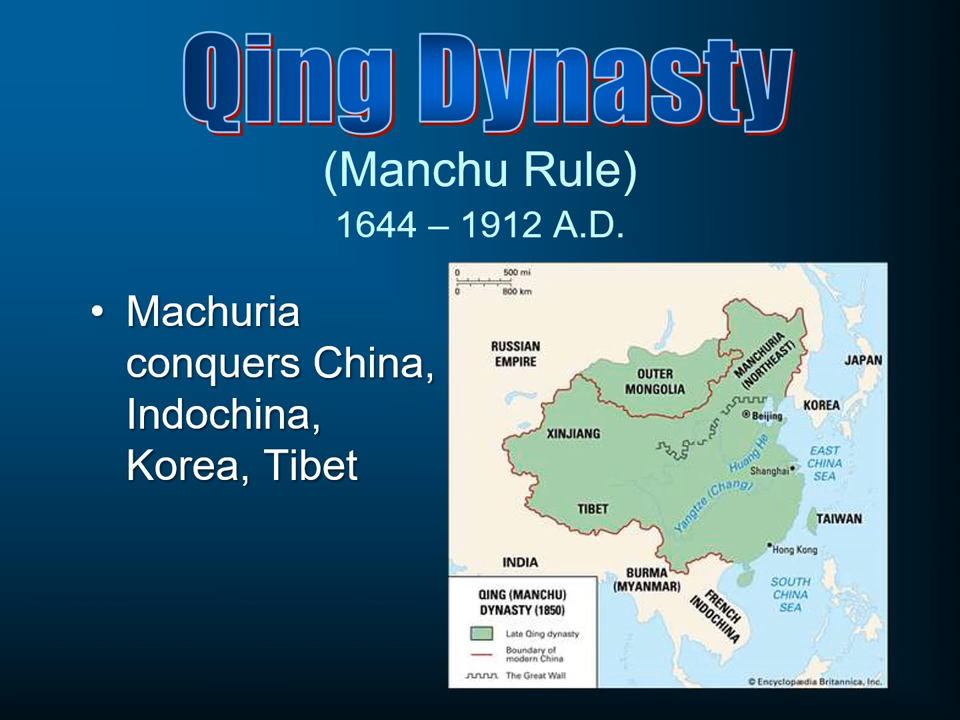 Qing Dynasty
(Manchu Rule)
1644 – 1912 A.D.
• Machuria
conquers China,
Indochina,
Korea, Tibet
0 500 mi
0 800 km
RUSSIAN
EMPIRE
OUTER
MONGOLIA
MANCHURIA
(NORTHEAST)
JAPAN
KOREA
Beijing
XINJIANG
Huang He
EAST
CHINA
SEA
Shanghai
Yangtze (Chang)
TIBET
TAIWAN
Hong Kong
INDIA
BURMA
(MYANMAR)
FRENCH
INDOCHINA
SOUTH
CHINA
SEA
QING (MANCHU)
DYNASTY (1850)
Late Qing dynasty
Boundary of
modern China
The Great Wall
© Encyclopædia Britannica, Inc.